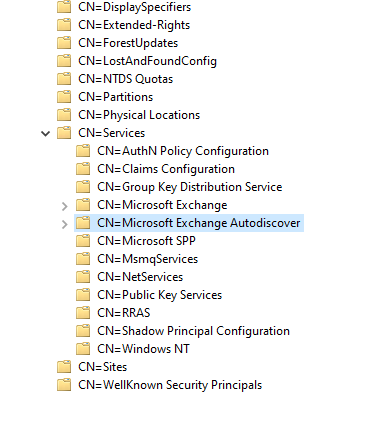 CN=DisplaySpecifiers
CN=Extended-Rights
CN=ForestUpdates
CN=LostAndFoundConfig
CN=NTDS Quotas
CN=Partitions
CN=Physical Locations
CN=Services
CN=AuthN Policy Configuration
CN=Claims Configuration
CN=Group Key Distribution Service
CN=Microsoft Exchange
CN=Microsoft Exchange Autodiscover
CN=Microsoft SPP
CN=MsmqServices
CN=NetServices
CN=Public Key Services
CN=RRAS
CN=Shadow Principal Configuration
CN=Windows NT
CN=Sites
CN=WellKnown Security Principals